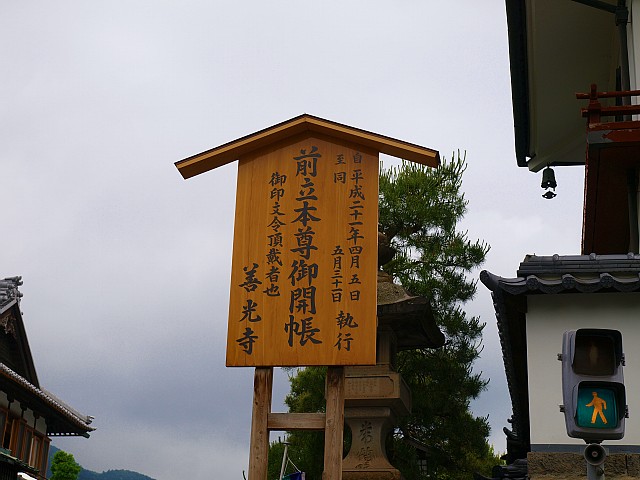 自平成二十一年四月五日
至同五月三十一日
執行
前立本尊御開帳
御印文令頂戴者也
善光寺
常